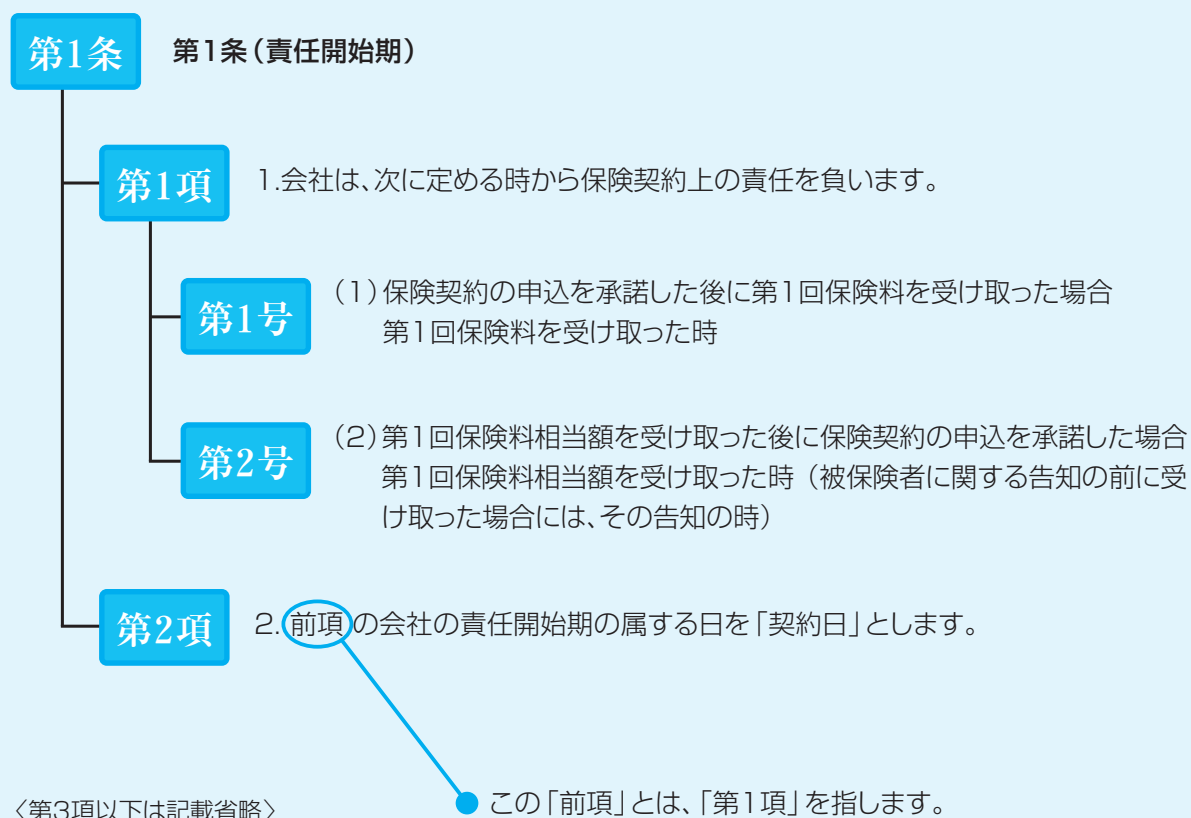 第1条
第1条（責任開始期）
第1項
1.会社は、次に定める時から保険契約上の責任を負います。
第1号
（1）保険契約の申込を承諾した後に第1回保険料を受け取った場合
第1回保険料を受け取った時
第2号
（2）第1回保険料相当額を受け取った後に保険契約の申込を承諾した場合
第1回保険料相当額を受け取った時（被保険者に関する告知の前に受
け取った場合には、その告知の時）
第2項
2.前項の会社の責任開始期の属する日を「契約日」とします。
この「前項」とは、「第1項」を指します。
〈第3項以下は記載省略〉